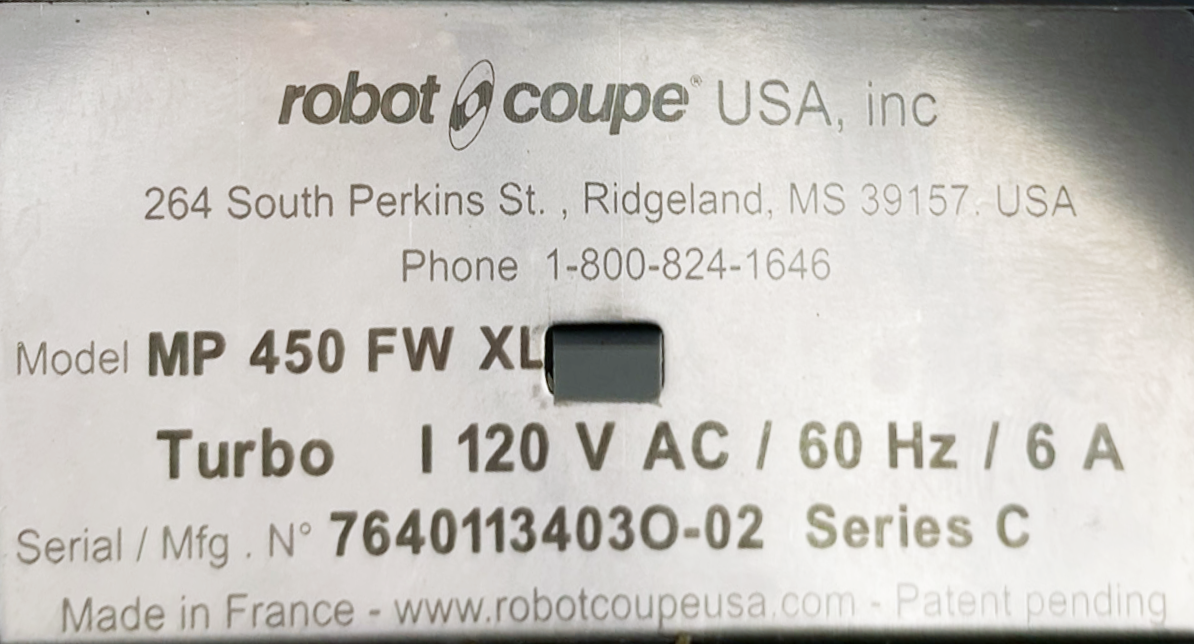 robot coupe® USA, inc
264 South Perkins St. , Ridgeland, MS 39157. USA
Phone 1-800-824-1646
Model MP 450 FW XL
Turbo I 120 V AC / 60 Hz / 6 A
Serial / Mfg . N° 7640113403O-02 Series C
Made in France - www.robotcoupeusa.com - Patent pending